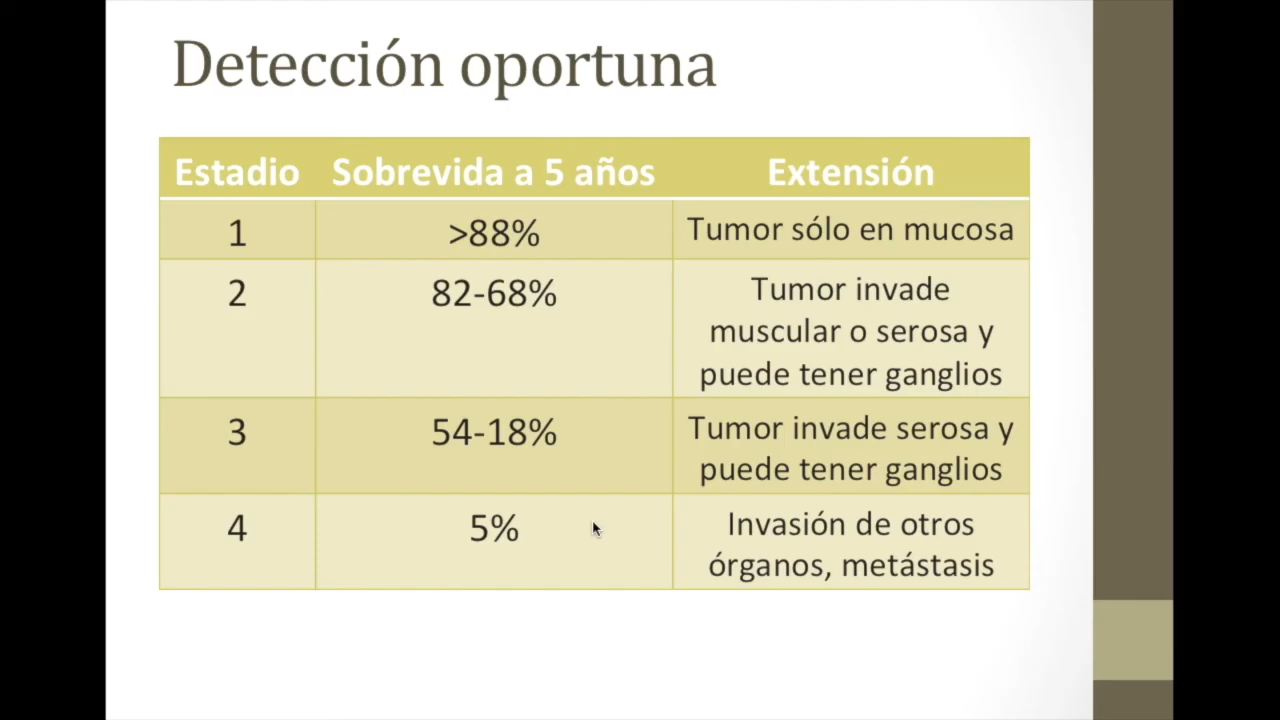 Detección oportuna
Estadio Sobrevida a 5 años Extensión
1 >88% Tumor sólo en mucosa
2 82-68% Tumor invade
muscular o serosa y
puede tener ganglios
3 54-18% Tumor invade serosa y
puede tener ganglios
4 5% Invasión de otros
órganos, metástasis